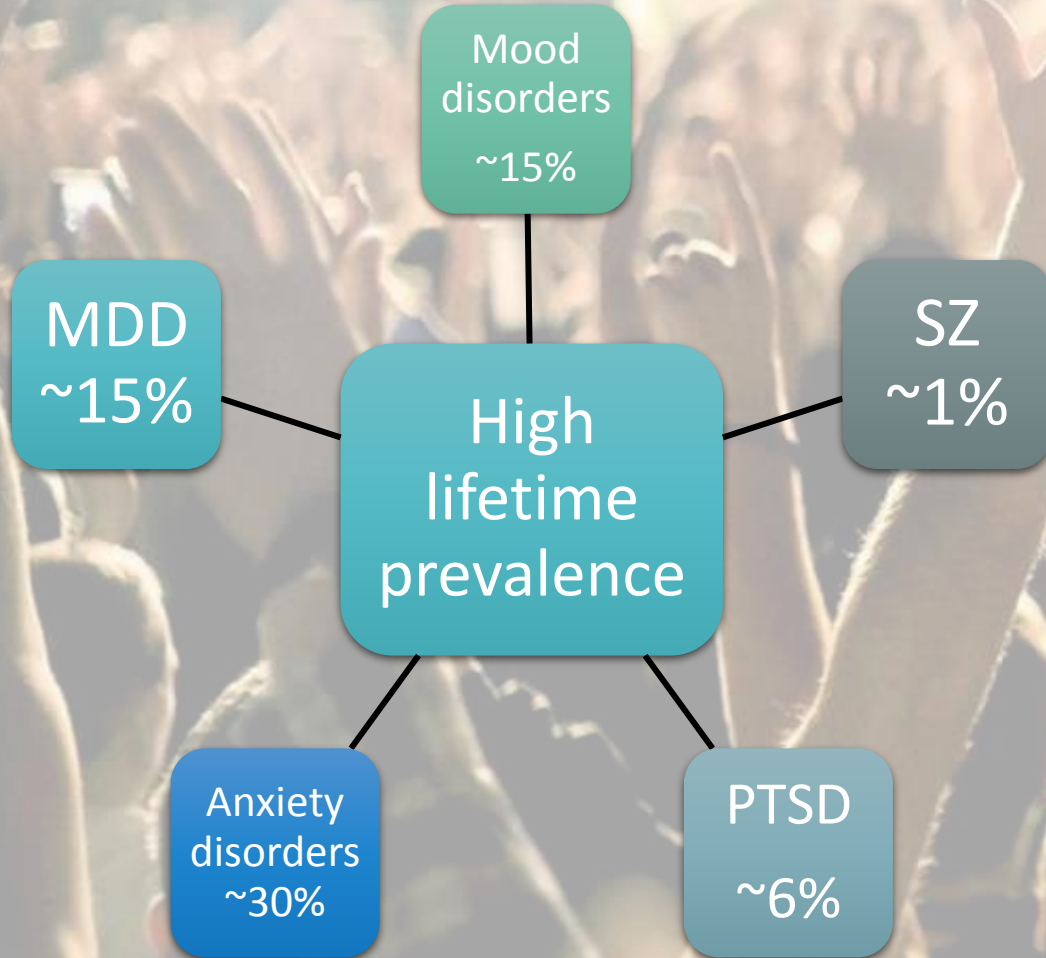 Mood
disorders
~15%
MDD
~15%
SZ
~1%
High
lifetime
prevalence
Anxiety
disorders
~30%
PTSD
~6%